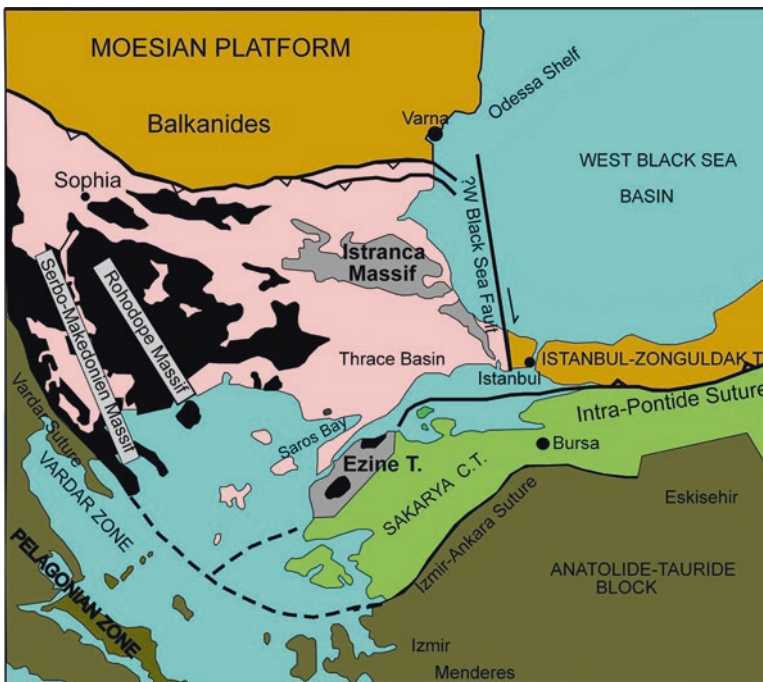 MOESIAN PLATFORM
Balkanides
Varna
Odessa Shelf
WEST BLACK SEA
BASIN
Sophia
?W Black Sea Fault
Istranca
Massif
Serbo-Makedonien Massif
Rohodope Massif
Thrace Basin
Istanbul
ISTANBUL-ZONGULDAK T.
Intra-Pontide Suture
Vardar Suture
Saros Bay
Ezine T.
Bursa
VARDAR ZONE
SAKARYA C.T.
Izmir-Ankara Suture
Eskisehir
ANATOLIDE-TAURIDE
BLOCK
PELAGONIAN ZONE
Izmir
Menderes